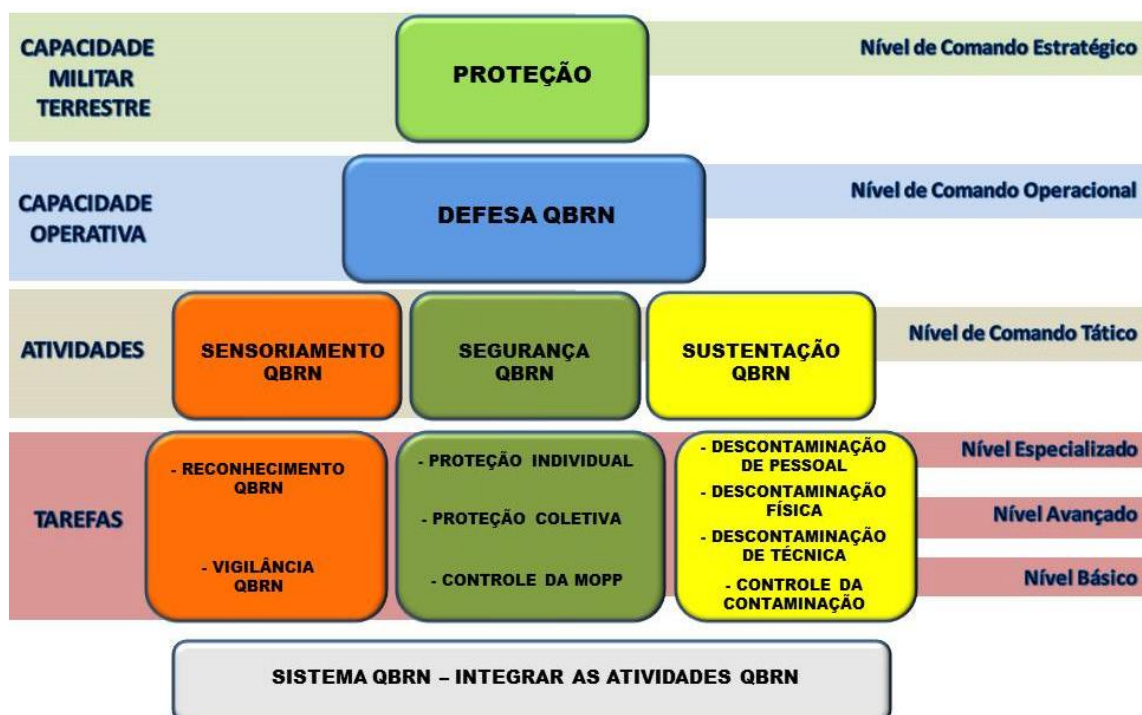 CAPACIDADE
MILITAR
TERRESTRE
PROTEÇÃO
Nível de Comando Estratégico
CAPACIDADE
OPERATIVA
DEFESA QBRN
Nível de Comando Operacional
ATIVIDADES
SENSORIAMENTO
QBRN
SEGURANÇA
QBRN
SUSTENTAÇÃO
QBRN
Nível de Comando Tático
TAREFAS
- RECONHECIMENTO
QBRN
- VIGILÂNCIA
QBRN
- PROTEÇÃO INDIVIDUAL
- PROTEÇÃO COLETIVA
- CONTROLE DA MOPP
- DESCONTAMINAÇÃO
DE PESSOAL
- DESCONTAMINAÇÃO
FÍSICA
- DESCONTAMINAÇÃO
DE TÉCNICA
- CONTROLE DA
CONTAMINAÇÃO
Nível Especializado
Nível Avançado
Nível Básico
SISTEMA QBRN – INTEGRAR AS ATIVIDADES QBRN